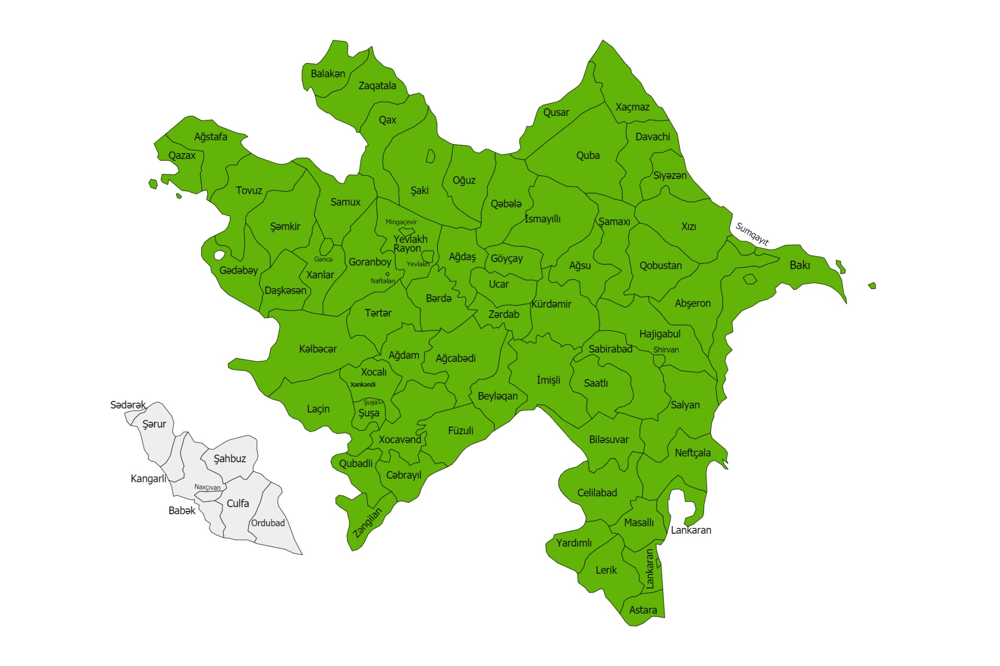 Balakən
Zaqatala
Qax
Qusar
Xaçmaz
Ağstafa
Davachi
Qazax
Quba
Siyəzən
Oğuz
Tovuz
Şaki
Samux
Qəbələ
İsmayıllı
Şamaxı
Xızı
Şəmkir
Mingəçevir
Sumqayıt
Yevlakh
Rayon
Ağdaş
Göyçay
Gəncə
Goranboy
Yevlakh
Ağsu
Qobustan
Bakı
Gədəbəy
Xanlar
Naftalan
Ucar
Daşkəsən
Bərdə
Kürdəmir
Abşeron
Tərtər
Zərdab
Hajigabul
Kəlbəcər
Ağdam
Ağcabədi
Sabirabad
Shirvan
Xocalı
Xankəndi
İmişli
Saatlı
Beyləqan
Şuşa
Sədərək
Laçin
Şuşa
Salyan
Şərur
Füzuli
Xocavənd
Biləsuvar
Neftçala
Şahbuz
Qubadli
Cəbrayıl
Kangarli
Naxçıvan
Celilabad
Culfa
Babək
Zəngilan
Ordubad
Masallı
Lankaran
Yardımlı
Lerik
Lankaran
Astara